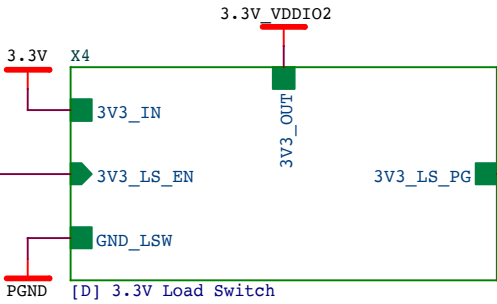 3.3V_VDDIO2
3.3V
X4
3V3_IN
3V3_OUT
3V3_LS_EN
3V3_LS_PG
GND_LSW
PGND
[D] 3.3V Load Switch